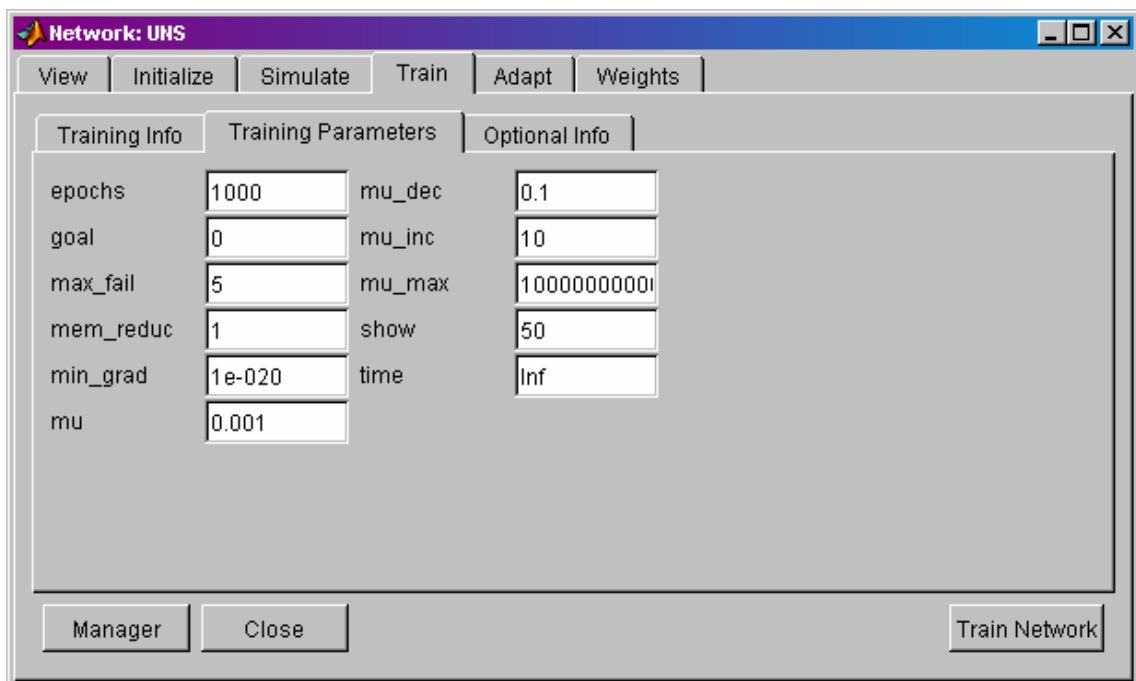 Network: UNS
View Initialize Simulate Train Adapt Weights
Training Info Training Parameters Optional Info
epochs 1000 mu_dec 0.1
goal 0 mu_inc 10
max_fail 5 mu_max 1000000000
mem_reduc 1 show 50
min_grad 1e-020 time Inf
mu 0.001
Manager Close Train Network